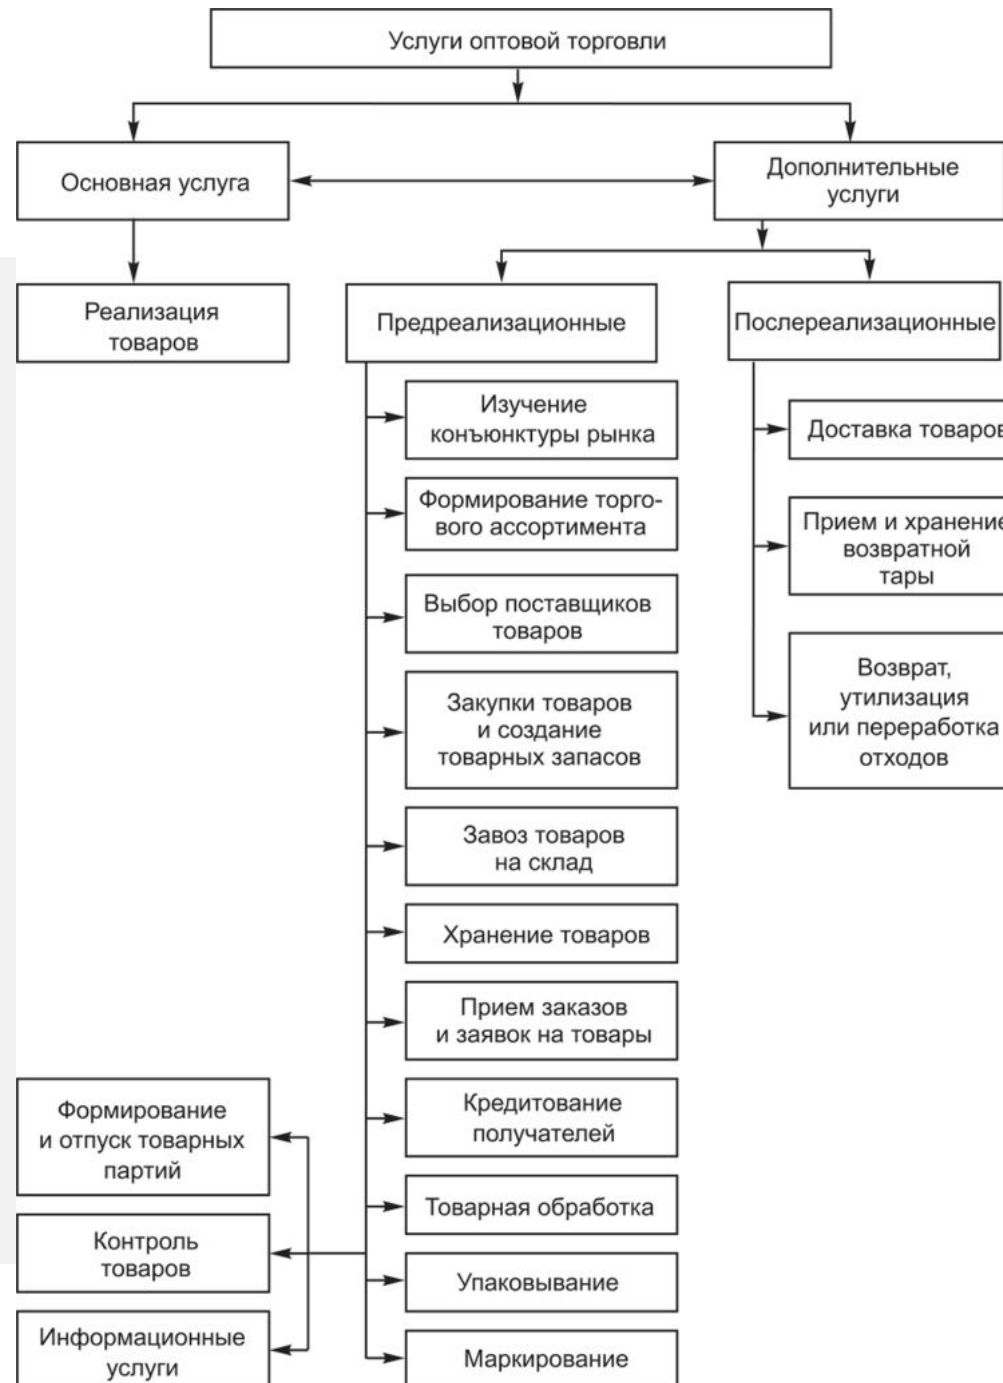 Услуги оптовой торговли
Основная услуга
Дополнительные
услуги
Реализация
товаров
Предреализационные
Послереализационные
Изучение
конъюнктуры рынка
Формирование торго-
вого ассортимента
Выбор поставщиков
товаров
Закупки товаров
и создание
товарных запасов
Завоз товаров
на склад
Хранение товаров
Прием заказов
и заявок на товары
Кредитование
получателей
Товарная обработка
Упаковывание
Маркирование
Формирование
и отпуск товарных
партий
Контроль
товаров
Информационные
услуги
Доставка товаров
Прием и хранение
возвратной
тары
Возврат,
утилизация
или переработка
отходов